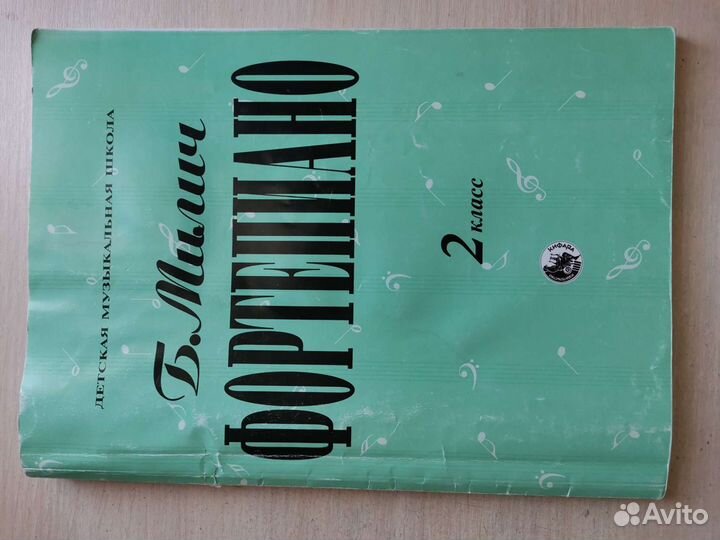 ДЕТСКАЯ МУЗЫКАЛЬНАЯ ШКОЛА
Б.Милич
ФОРТЕПИАНО
2 класс
КИФАРА
Avito